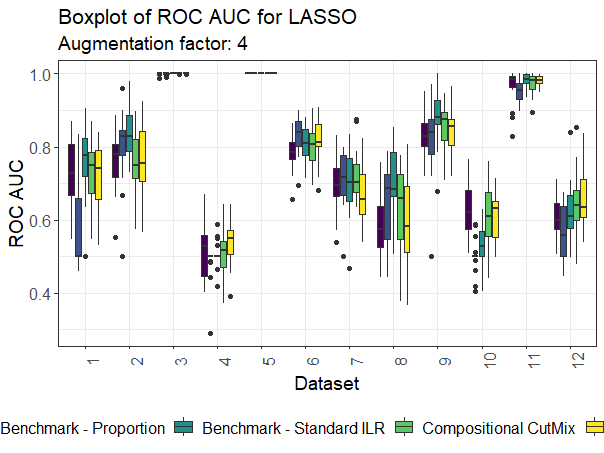 Boxplot of ROC AUC for LASSO
Augmentation factor: 4
ROC AUC
1.0
0.8
0.6
0.4
1 2 3 4 5 6 7 8 9 10 11 12
Dataset
Benchmark - Proportion Benchmark - Standard ILR Compositional CutMix